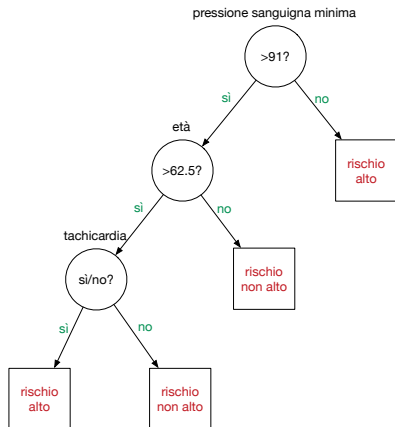 pressione sanguigna minima
>91?
sì
no
età
>62.5?
rischio
alto
sì
no
tachicardia
sì/no?
rischio
non alto
sì
no
rischio
alto
rischio
non alto